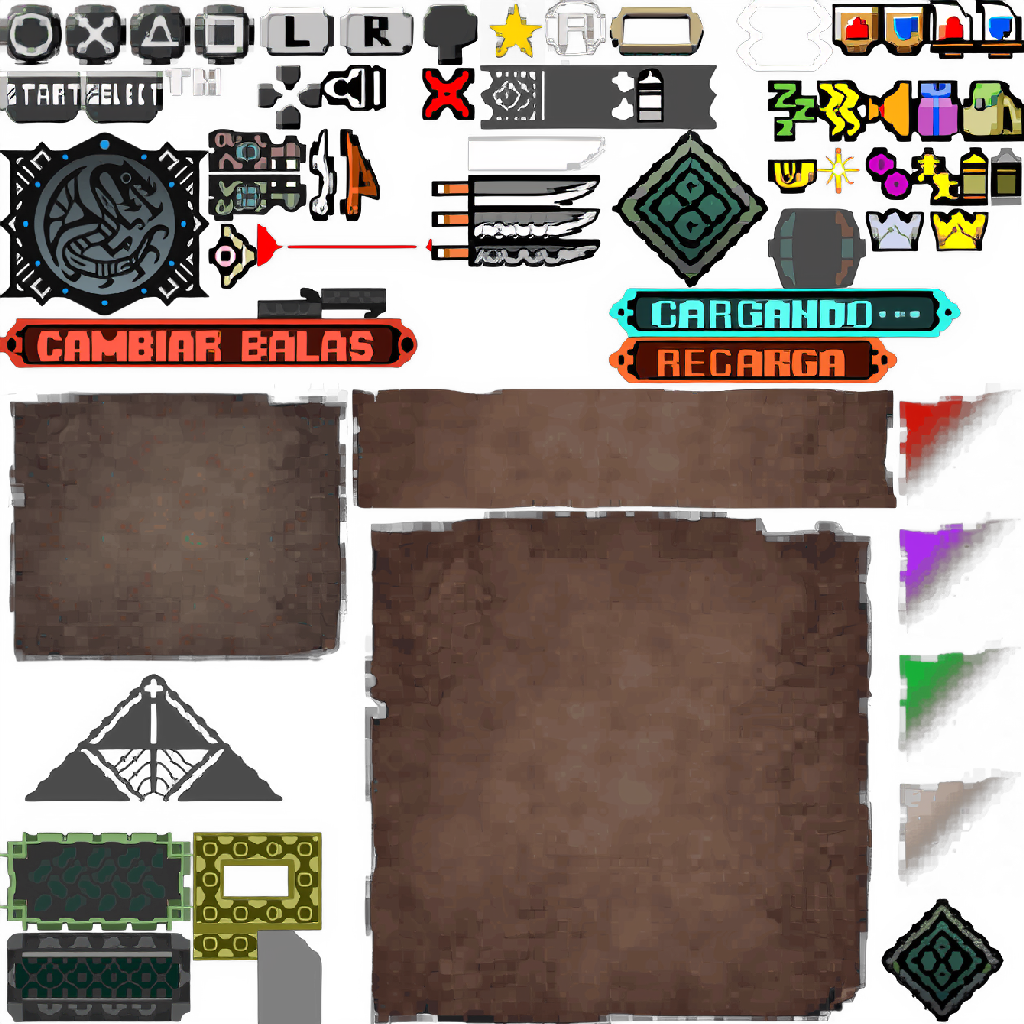 L R
START SELECT
CARGANDO...
CAMBIAR BALAS
RECARGA